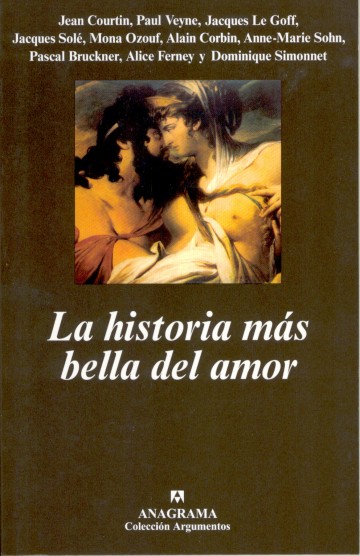 Jean Courtin, Paul Veyne, Jacques Le Goff,
Jacques Solé, Mona Ozouf, Alain Corbin, Anne-Marie Sohn,
Pascal Bruckner, Alice Ferney y Dominique Simonnet
La historia más
bella del amor
ANAGRAMA
Colección Argumentos